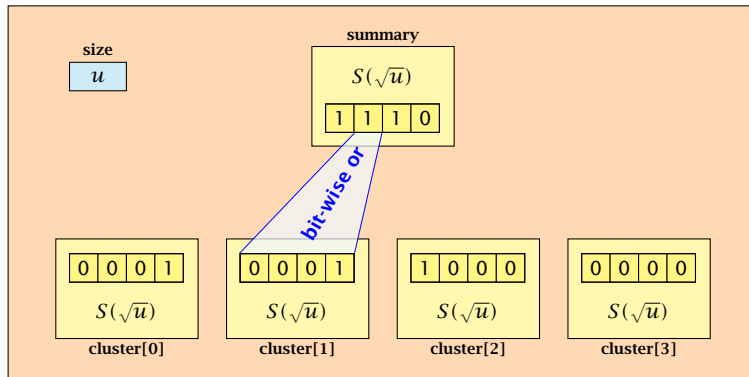 summary
size
u
S(√u)
1 1 1 0
bit-wise or
0 0 0 1
0 0 0 1
1 0 0 0
0 0 0 0
S(√u)
S(√u)
S(√u)
S(√u)
cluster[0]
cluster[1]
cluster[2]
cluster[3]